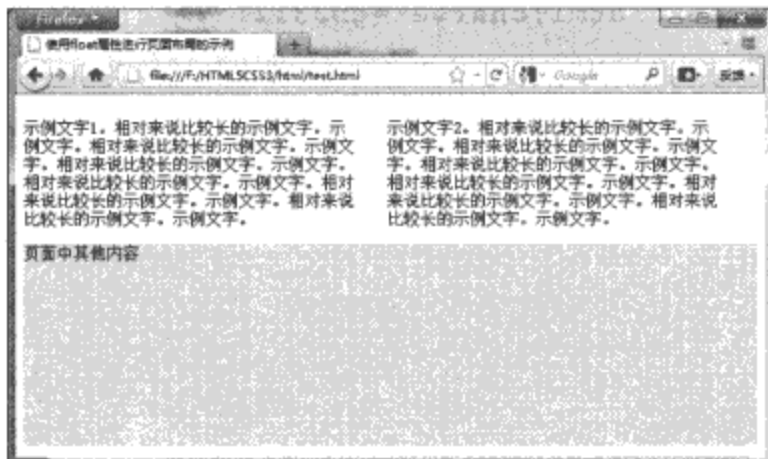 Firefox
使用float属性进行页面布局的示例
file:///F:/HTML5CSS3/html/test.html
Google
反馈
示例文字1。相对来说比较长的示例文字。示
例文字。相对来说比较长的示例文字。示例文
字。相对来说比较长的示例文字。示例文字。
相对来说比较长的示例文字。示例文字。相对
来说比较长的示例文字。示例文字。相对来说
比较长的示例文字。示例文字。
示例文字2。相对来说比较长的示例文字。示
例文字。相对来说比较长的示例文字。示例文
字。相对来说比较长的示例文字。示例文字。
相对来说比较长的示例文字。示例文字。相对
来说比较长的示例文字。示例文字。相对来说
比较长的示例文字。示例文字。
页面中其他内容